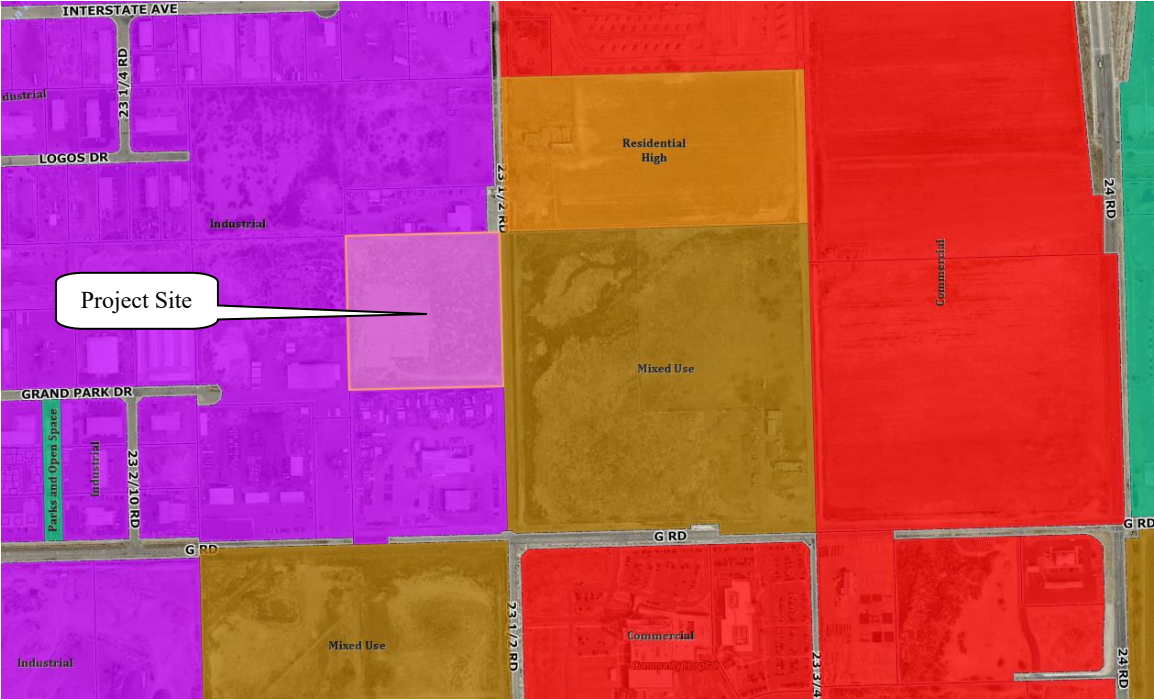 INTERSTATE AVE
23 1/4 RD
dustrial
LOGOS DR
Residential
High
23 1/2 RD
24 RD
Industrial
Commercial
Project Site
Mixed Use
GRAND PARK DR
Parks and Open Space
Industrial
23 2/10 RD
G RD
G RD
G RD
23 1/2 RD
Mixed Use
Commercial
Community Hospital
Industrial
23 3/4
24 RD